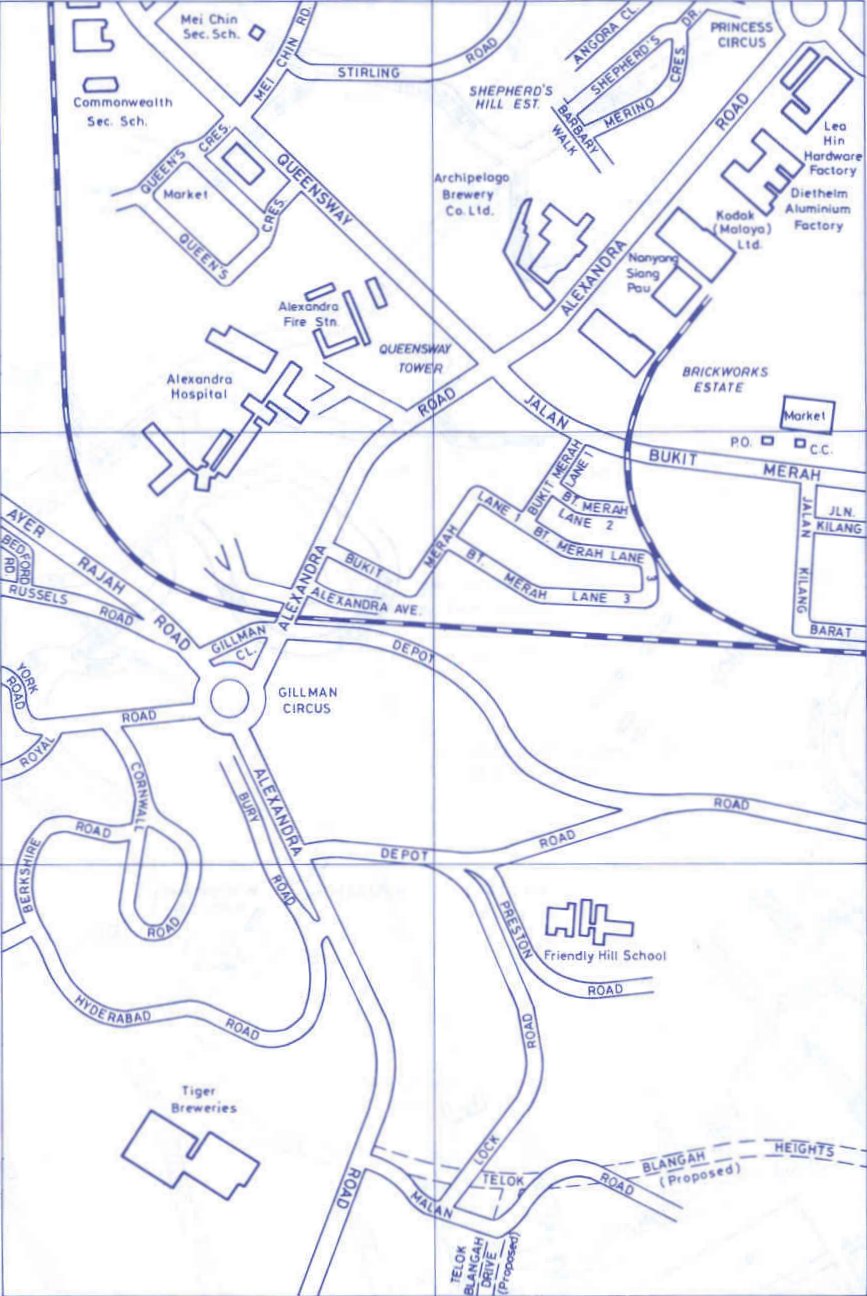 Mei Chin
Sec. Sch.
MEI CHIN RD.
STIRLING
ROAD
ANGORA CL.
SHEPHERD'S
DR.
PRINCESS
CIRCUS
SHEPHERD'S
HILL EST.
CRES.
MERINO
BARBARY
WALK
Commonwealth
Sec. Sch.
QUEEN'S
CRES.
Market
CRES.
QUEEN'S
QUEENSWAY
ROAD
Lea
Hin
Hardware
Factory
Archipelago
Brewery
Co. Ltd.
Diethelm
Aluminium
Factory
Kodak
(Malaya)
Ltd.
Nanyang
Siang
Pau
ALEXANDRA
Alexandra
Fire Stn.
QUEENSWAY
TOWER
Alexandra
Hospital
ROAD
JALAN
BRICKWORKS
ESTATE
Market
P.O.
C.C.
BUKIT
MERAH
BUKIT MERAH
LANE 1
LANE 1
BT. MERAH
LANE 2
BT. MERAH LANE
3
MERAH
BUKIT
BT.
MERAH
LANE 3
JLN.
KILANG
JALAN
KILANG
BARAT
AYER
RAJAH
ROAD
BEDFORD
RD.
RUSSELS
ROAD
ALEXANDRA
ALEXANDRA AVE.
GILLMAN
CL.
DEPOT
YORK
ROAD
ROYAL
ROAD
GILLMAN
CIRCUS
CORNWALL
ROAD
BERKSHIRE
ROAD
BURY
ROAD
ALEXANDRA
DEPOT
ROAD
ROAD
PRESTON
ROAD
Friendly Hill School
HYDERABAD
ROAD
ROAD
LOCK
Tiger
Breweries
ROAD
MALAN
ROAD
TELOK
BLANGAH
(Proposed)
HEIGHTS
TELOK
BLANGAH
DRIVE
(Proposed)